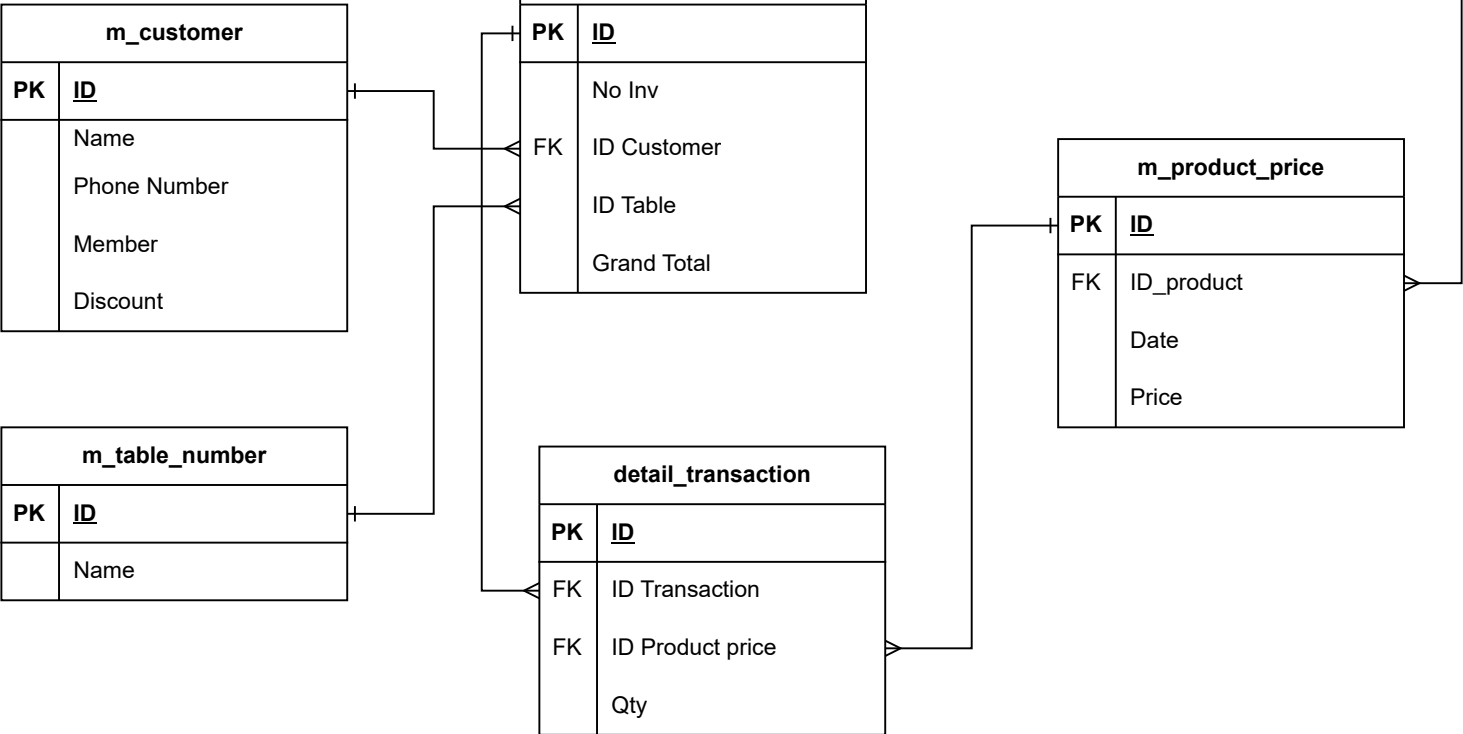 m_customer
PK ID
Name
Phone Number
Member
Discount
PK ID
No Inv
FK ID Customer
ID Table
Grand Total
m_product_price
PK ID
FK ID_product
Date
Price
m_table_number
PK ID
Name
detail_transaction
PK ID
FK ID Transaction
FK ID Product price
Qty